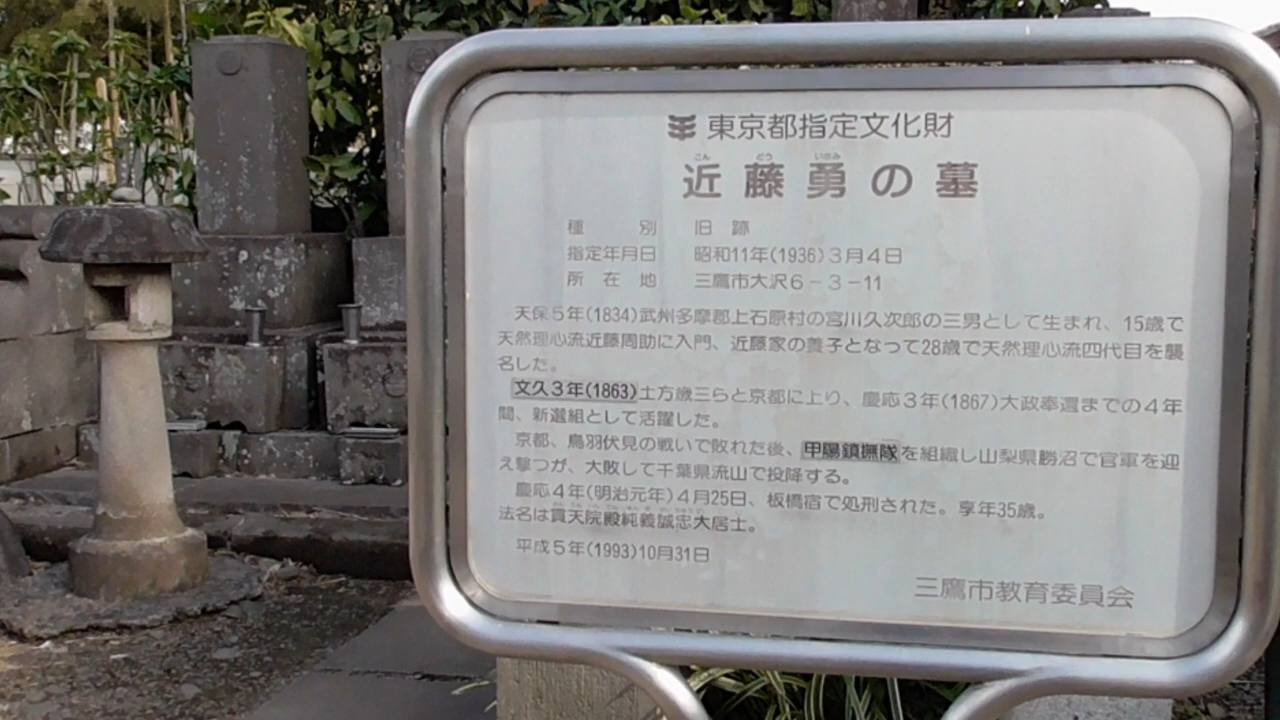 東京都指定文化財
近藤勇の墓
種別 旧跡
指定年月日 昭和11年(1936)3月4日
所在地 三鷹市大沢6-3-11
天保5年(1834)武州多摩郡上石原村の宮川久次郎の三男として生まれ、15歳で
天然理心流近藤周助に入門、近藤家の養子となって28歳で天然理心流四代目を襲
名した。
文久3年(1863)土方歳三らと京都に上り、慶応3年(1867)大政奉還までの4年
間、新選組として活躍した。
京都、鳥羽伏見の戦いで敗れた後、甲陽鎮撫隊を組織し山梨県勝沼で官軍を迎
え撃つが、大敗して千葉県流山で投降する。
慶応4年(明治元年)4月25日、板橋宿で処刑された。享年35歳。
法名は貫天院殿純義誠忠大居士。
平成5年(1993)10月31日
三鷹市教育委員会